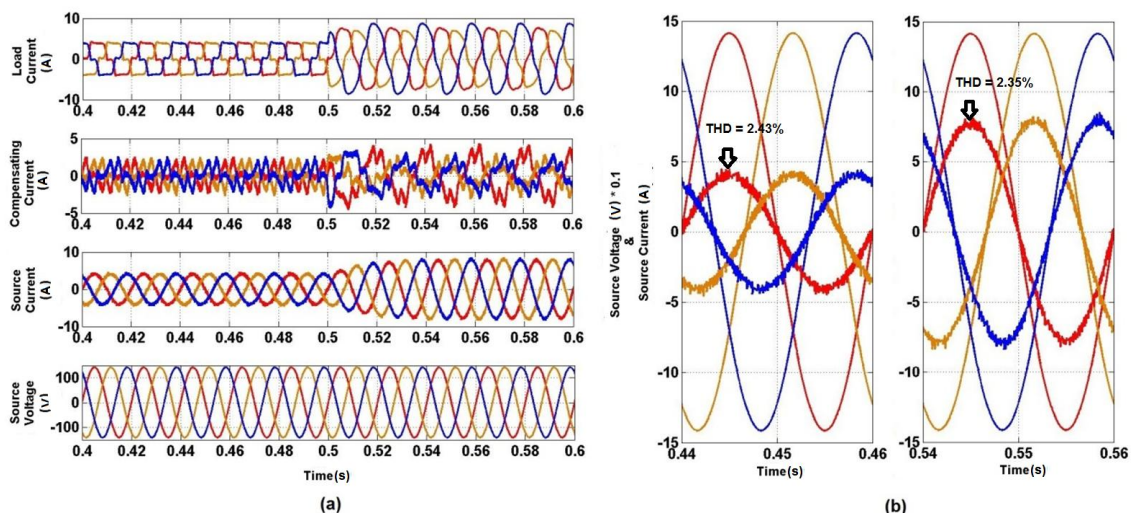 Load
Current
(A)
10
0
-10
0.4 0.42 0.44 0.46 0.48 0.5 0.52 0.54 0.56 0.58 0.6
Compensating
Current
(A)
5
0
-5
0.4 0.42 0.44 0.46 0.48 0.5 0.52 0.54 0.56 0.58 0.6
Source
Current
(A)
10
0
-10
0.4 0.42 0.44 0.46 0.48 0.5 0.52 0.54 0.56 0.58 0.6
Source
Voltage
(V)
100
0
-100
0.4 0.42 0.44 0.46 0.48 0.5 0.52 0.54 0.56 0.58 0.6
Time(s)
(a)
Source Voltage (V) * 0.1
&
Source Current (A)
15
10
5
0
-5
-10
-15
THD = 2.43%
0.44 0.45 0.46
Time(s)
15
10
5
0
-5
-10
-15
THD = 2.35%
0.54 0.55 0.56
Time(s)
(b)